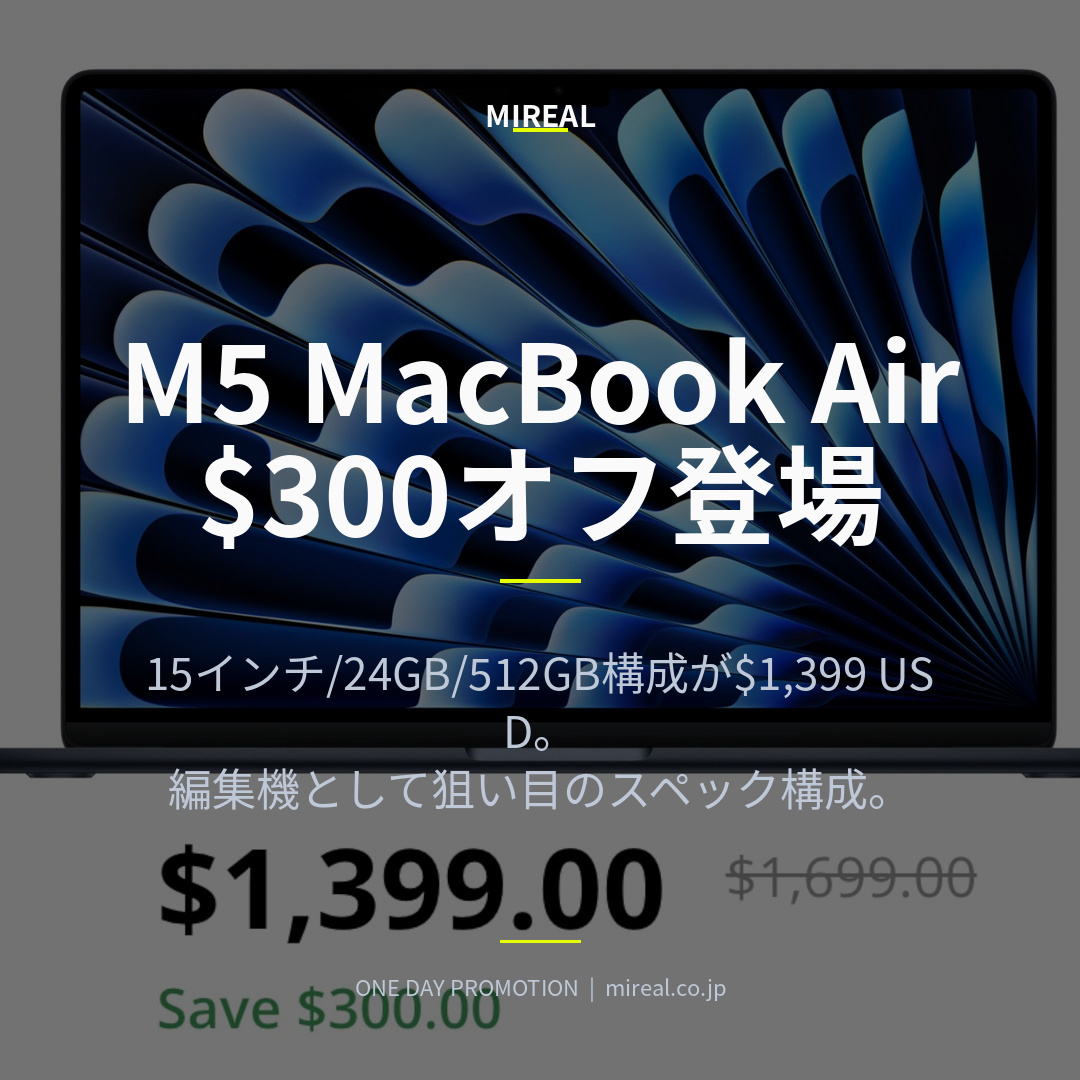 MIREAL
M5 MacBook Air
$300オフ登場
15インチ/24GB/512GB構成が$1,399 US
D。
編集機として狙い目のスペック構成。
$1,399.00 $1,699.00
ONE DAY PROMOTION | mireal.co.jp
Save $300.00